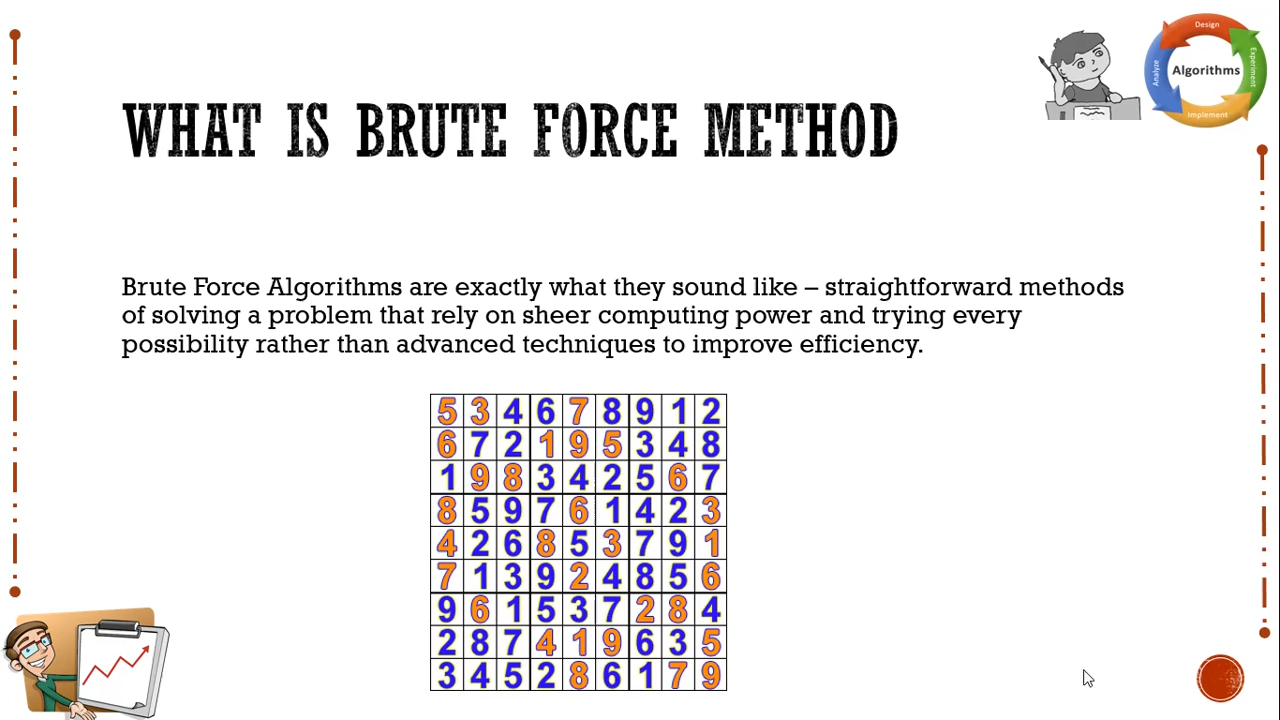 Design
Experiment
Algorithms
Analyze
Implement
WHAT IS BRUTE FORCE METHOD
Brute Force Algorithms are exactly what they sound like – straightforward methods
of solving a problem that rely on sheer computing power and trying every
possibility rather than advanced techniques to improve efficiency.
5 3 4 6 7 8 9 1 2
6 7 2 1 9 5 3 4 8
1 9 8 3 4 2 5 6 7
8 5 9 7 6 1 4 2 3
4 2 6 8 5 3 7 9 1
7 1 3 9 2 4 8 5 6
9 6 1 5 3 7 2 8 4
2 8 7 4 1 9 6 3 5
3 4 5 2 8 6 1 7 9